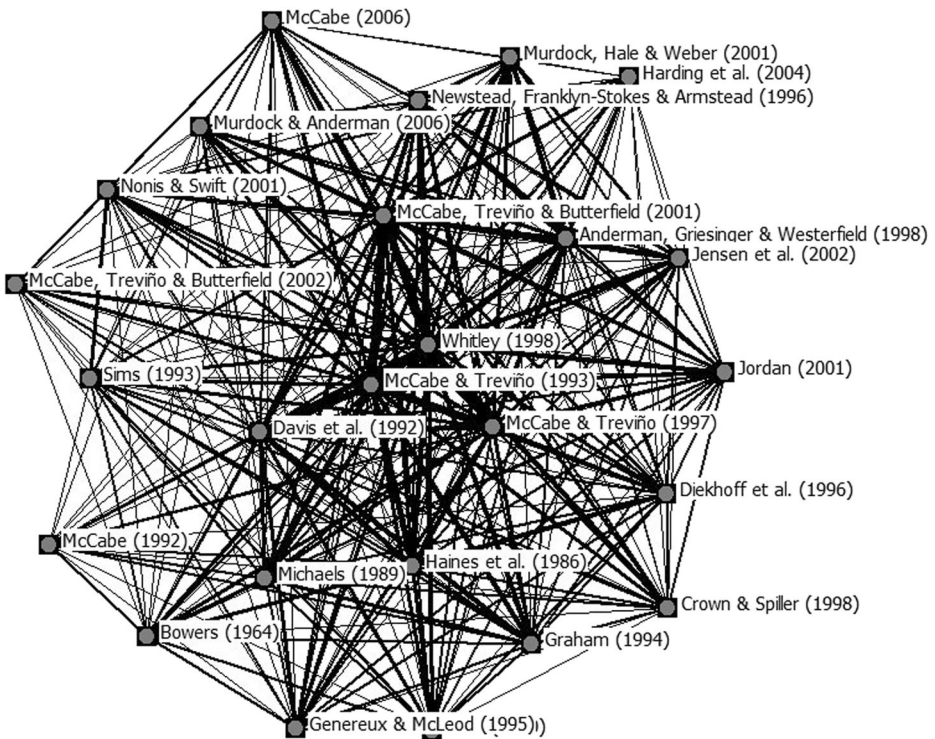 McCabe (2006)
Murdock, Hale & Weber (2001)
Harding et al. (2004)
Newstead, Franklyn-Stokes & Armstead (1996)
Murdock & Anderman (2006)
Nonis & Swift (2001)
McCabe, Treviño & Butterfield (2001)
Anderman, Griesinger & Westerfield (1998)
Jensen et al. (2002)
McCabe, Treviño & Butterfield (2002)
Whitley (1998)
Jordan (2001)
Sims (1993)
McCabe & Treviño (1993)
McCabe & Treviño (1997)
Davis et al. (1992)
Diekhoff et al. (1996)
McCabe (1992)
Haines et al. (1986)
Michaels (1989)
Crown & Spiller (1998)
Bowers (1964)
Graham (1994)
Genereux & McLeod (1995)